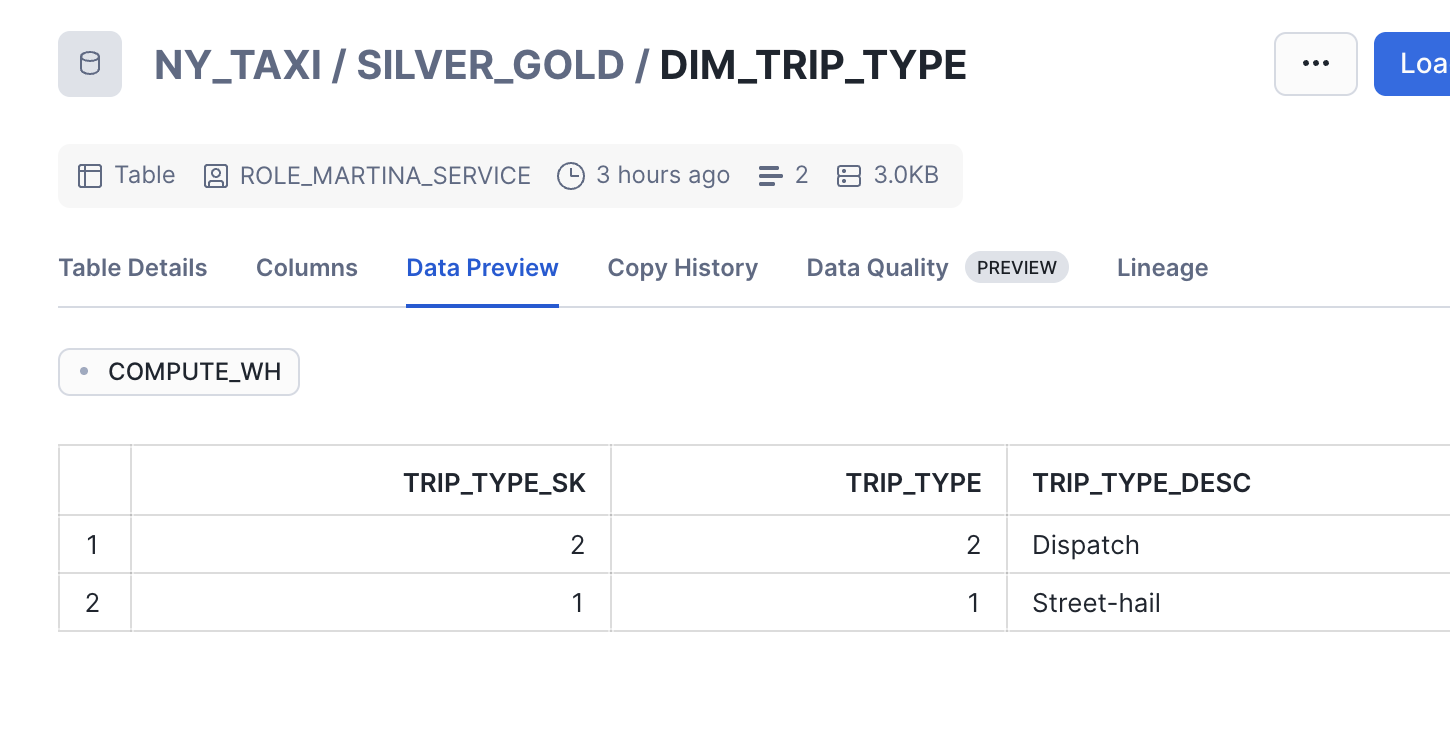 NY_TAXI / SILVER_GOLD / DIM_TRIP_TYPE
Loa
Table ROLE_MARTINA_SERVICE 3 hours ago 2 3.0KB
Table Details Columns Data Preview Copy History Data Quality PREVIEW Lineage
COMPUTE_WH
TRIP_TYPE_SK TRIP_TYPE TRIP_TYPE_DESC
1 2 2 Dispatch
2 1 1 Street-hail